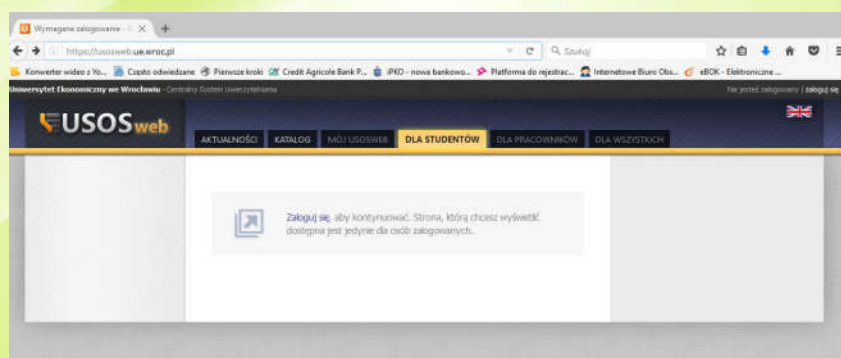 Wymagane zalogowanie -
https://usosweb.ue.wroc.pl
Szukaj
Konwerter wideo z Yo... Często odwiedzane Pierwsze kroki Credit Agricole Bank P... iPKO - nowa bankowo... Platforma do rejestrac... Internetowe Biuro Obs... eBOK - Elektroniczne ...
Uniwersytet Ekonomiczny we Wrocławiu - Centralny System Uwierzytelniania Nie jesteś zalogowany | zaloguj się
USOSweb
AKTUALNOŚCI KATALOG MÓJ USOSWEB DLA STUDENTÓW DLA PRACOWNIKÓW DLA WSZYSTKICH
Zaloguj się, aby kontynuować. Strona, którą chcesz wyświetlić
dostępna jest jedynie dla osób zalogowanych.